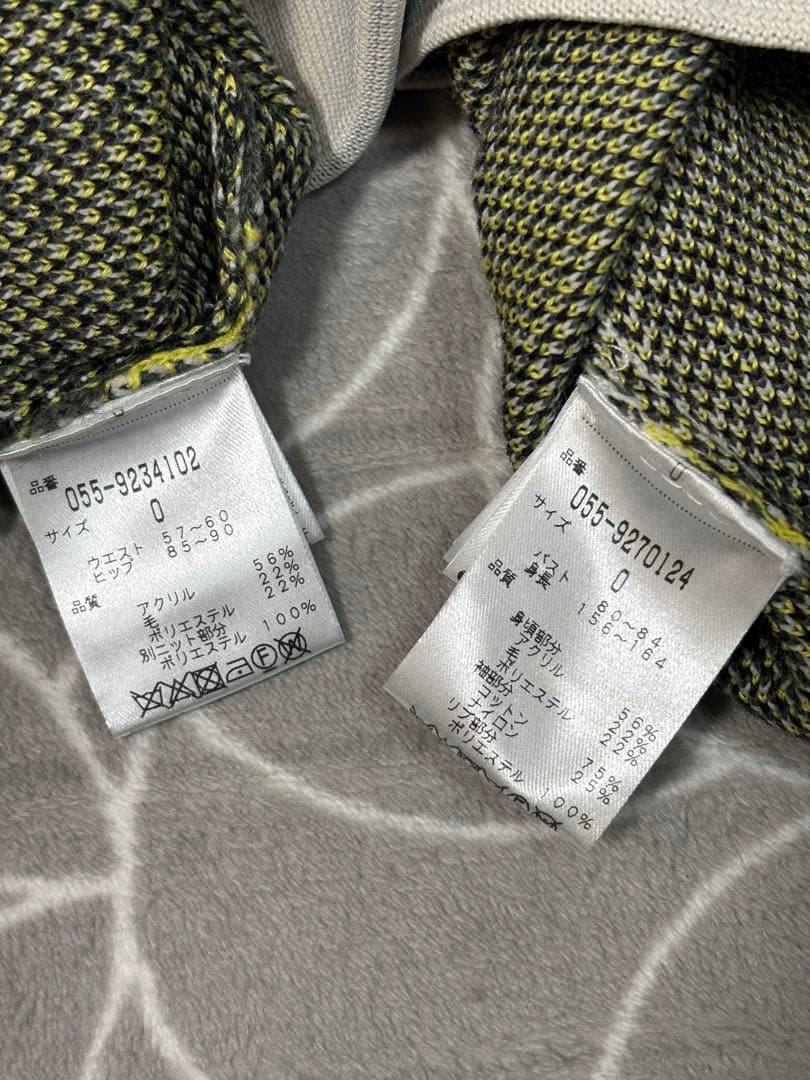 品番 055-9234102
サイズ 0
ウエスト 57〜60
ヒップ 85〜90
品質
アクリル 56%
毛 22%
ポリエステル 22%
別ニット部分
ポリエステル 100%
0
品番 055-9270124
サイズ 0
バスト 80〜84
身長 156〜164
品質
身頃部分
アクリル 56%
毛 22%
ポリエステル 22%
袖部分
コットン 75%
ナイロン 25%
リブ部分
ポリエステル 100%